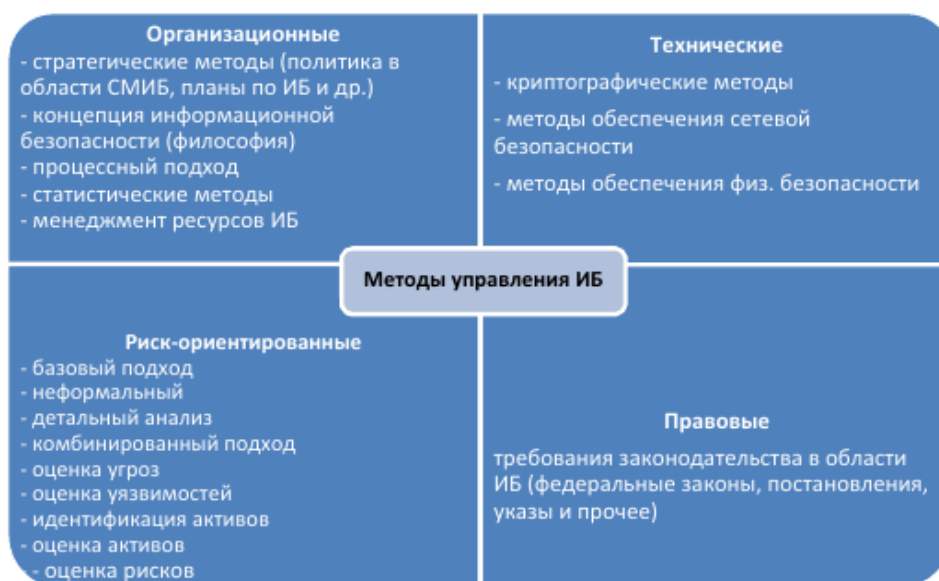 Организационные
- стратегические методы (политика в
области СМИБ, планы по ИБ и др.)
- концепция информационной
безопасности (философия)
- процессный подход
- статистические методы
- менеджмент ресурсов ИБ
Технические
- криптографические методы
- методы обеспечения сетевой
безопасности
- методы обеспечения физ. безопасности
Методы управления ИБ
Риск-ориентированные
- базовый подход
- неформальный
- детальный анализ
- комбинированный подход
- оценка угроз
- оценка уязвимостей
- идентификация активов
- оценка активов
- - оценка рисков
Правовые
требования законодательства в области
ИБ (федеральные законы, постановления,
указы и прочее)